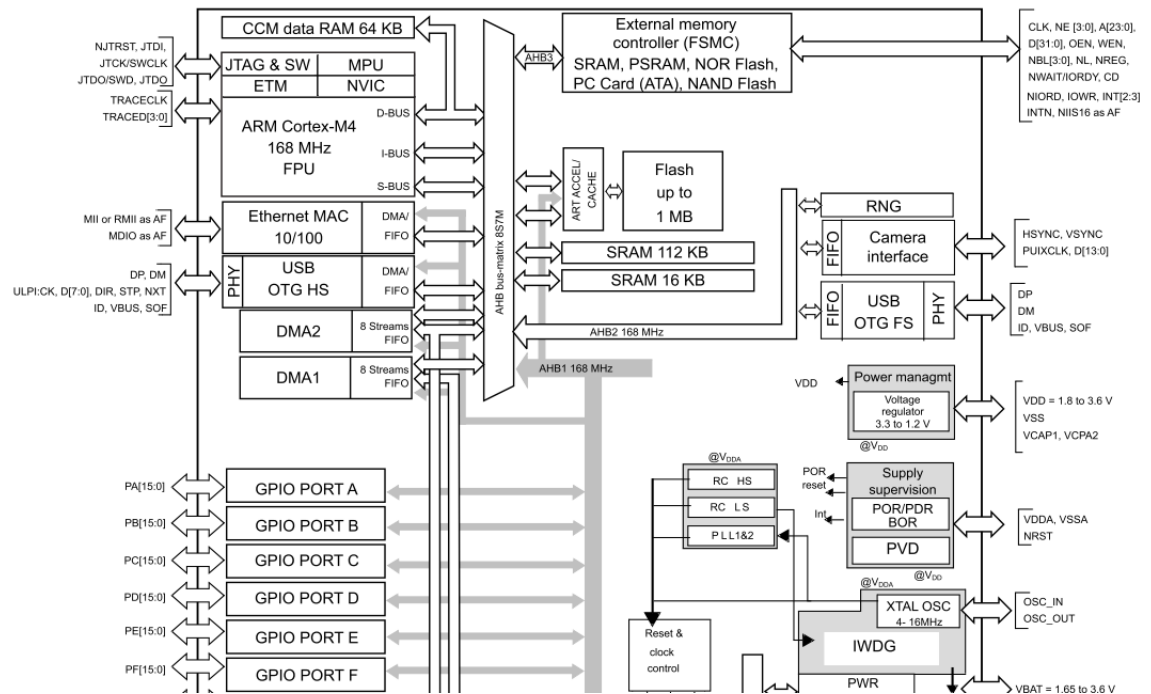 CCM data RAM 64 KB
NJTRST, JTDI,
JTCK/SWCLK
JTDO/SWD, JTDO
TRACECLK
TRACED[3:0]
JTAG & SW
MPU
ETM
NVIC
ARM Cortex-M4
168 MHz
FPU
D-BUS
I-BUS
S-BUS
MII or RMII as AF
MDIO as AF
Ethernet MAC
10/100
DMA/
FIFO
DP, DM
ULPI:CK, D[7:0], DIR, STP, NXT
ID, VBUS, SOF
PHY
USB
OTG HS
DMA/
FIFO
DMA2
8 Streams
FIFO
DMA1
8 Streams
FIFO
AHB bus-matrix 8S7M
AHB3
External memory
controller (FSMC)
SRAM, PSRAM, NOR Flash,
PC Card (ATA), NAND Flash
CLK, NE [3:0], A[23:0],
D[31:0], OEN, WEN,
NBL[3:0], NL, NREG,
NWAIT/IORDY, CD
NIORD, IOWR, INT[2:3]
INTN, NIIS16 as AF
ART ACCEL/
CACHE
Flash
up to
1 MB
SRAM 112 KB
SRAM 16 KB
AHB2 168 MHz
AHB1 168 MHz
RNG
FIFO
Camera
interface
HSYNC, VSYNC
PUIXCLK, D[13:0]
FIFO
USB
OTG FS
PHY
DP
DM
ID, VBUS, SOF
VDD
Power managmt
Voltage
regulator
3.3 to 1.2 V
@VDD
VDD = 1.8 to 3.6 V
VSS
VCAP1, VCPA2
@VDDA
RC HS
RC LS
PLL1&2
POR
reset
Int
Supply
supervision
POR/PDR
BOR
PVD
@VDD
VDDA, VSSA
NRST
@VDDA
XTAL OSC
4- 16MHz
OSC_IN
OSC_OUT
IWDG
PWR
VBAT = 1.65 to 3.6 V
Reset &
clock
control
PA[15:0]
GPIO PORT A
PB[15:0]
GPIO PORT B
PC[15:0]
GPIO PORT C
PD[15:0]
GPIO PORT D
PE[15:0]
GPIO PORT E
PF[15:0]
GPIO PORT F